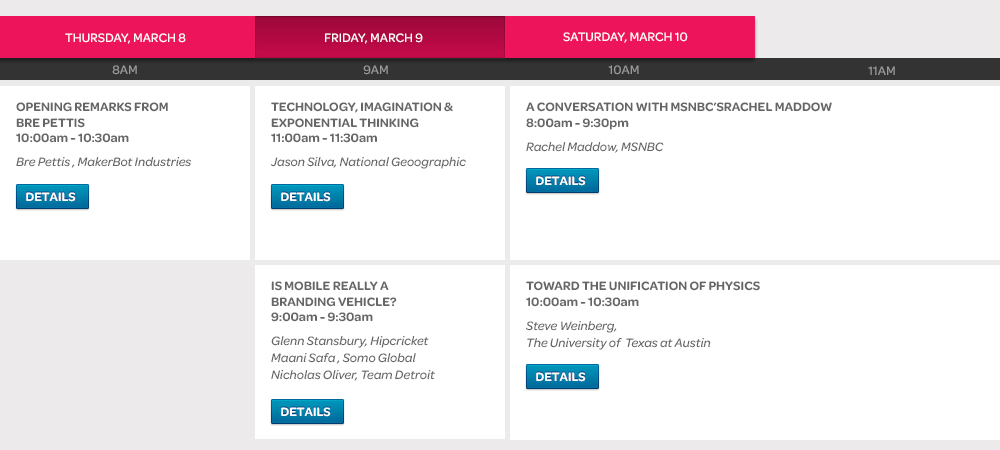 THURSDAY, MARCH 8
FRIDAY, MARCH 9
SATURDAY, MARCH 10
8AM
9AM
10AM
11AM
OPENING REMARKS FROM
BRE PETTIS
10:00am - 10:30am
Bre Pettis , MakerBot Industries
DETAILS
TECHNOLOGY, IMAGINATION &
EXPONENTIAL THINKING
11:00am - 11:30am
Jason Silva, National Geoographic
DETAILS
A CONVERSATION WITH MSNBC'SRACHEL MADDOW
8:00am - 9:30pm
Rachel Maddow, MSNBC
DETAILS
IS MOBILE REALLY A
BRANDING VEHICLE?
9:00am - 9:30am
Glenn Stansbury, Hipcricket
Maani Safa , Somo Global
Nicholas Oliver, Team Detroit
DETAILS
TOWARD THE UNIFICATION OF PHYSICS
10:00am - 10:30am
Steve Weinberg,
The University of  Texas at Austin
DETAILS